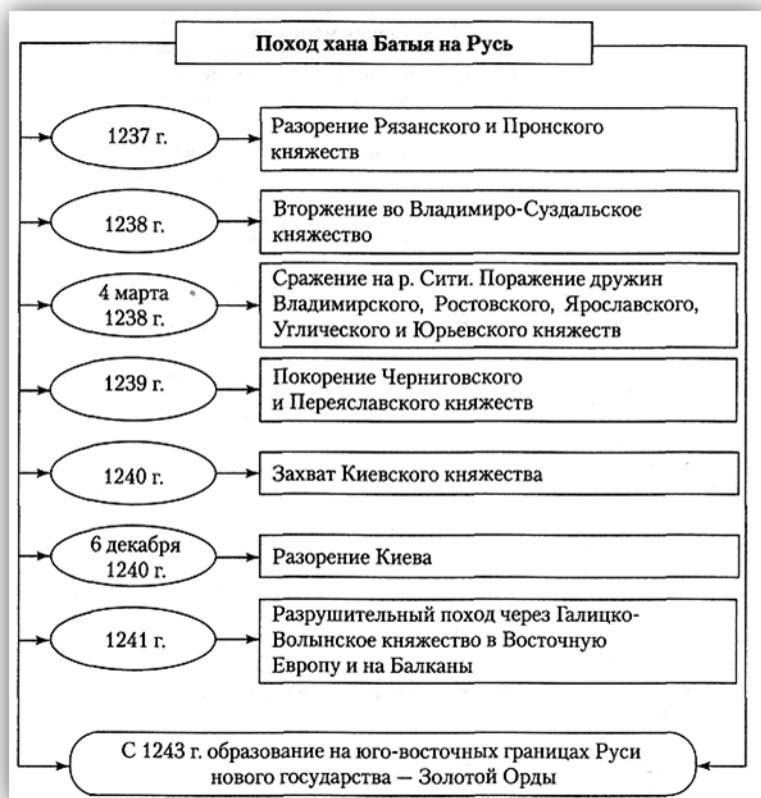 Поход хана Батыя на Русь
1237 г.
Разорение Рязанского и Пронского
княжеств
1238 г.
Вторжение во Владимиро-Суздальское
княжество
4 марта
1238 г.
Сражение на р. Сити. Поражение дружин
Владимирского, Ростовского, Ярославского,
Углического и Юрьевского княжеств
1239 г.
Покорение Черниговского
и Переяславского княжеств
1240 г.
Захват Киевского княжества
6 декабря
1240 г.
Разорение Киева
1241 г.
Разрушительный поход через Галицко-
Волынское княжество в Восточную
Европу и на Балканы
С 1243 г. образование на юго-восточных границах Руси
нового государства — Золотой Орды